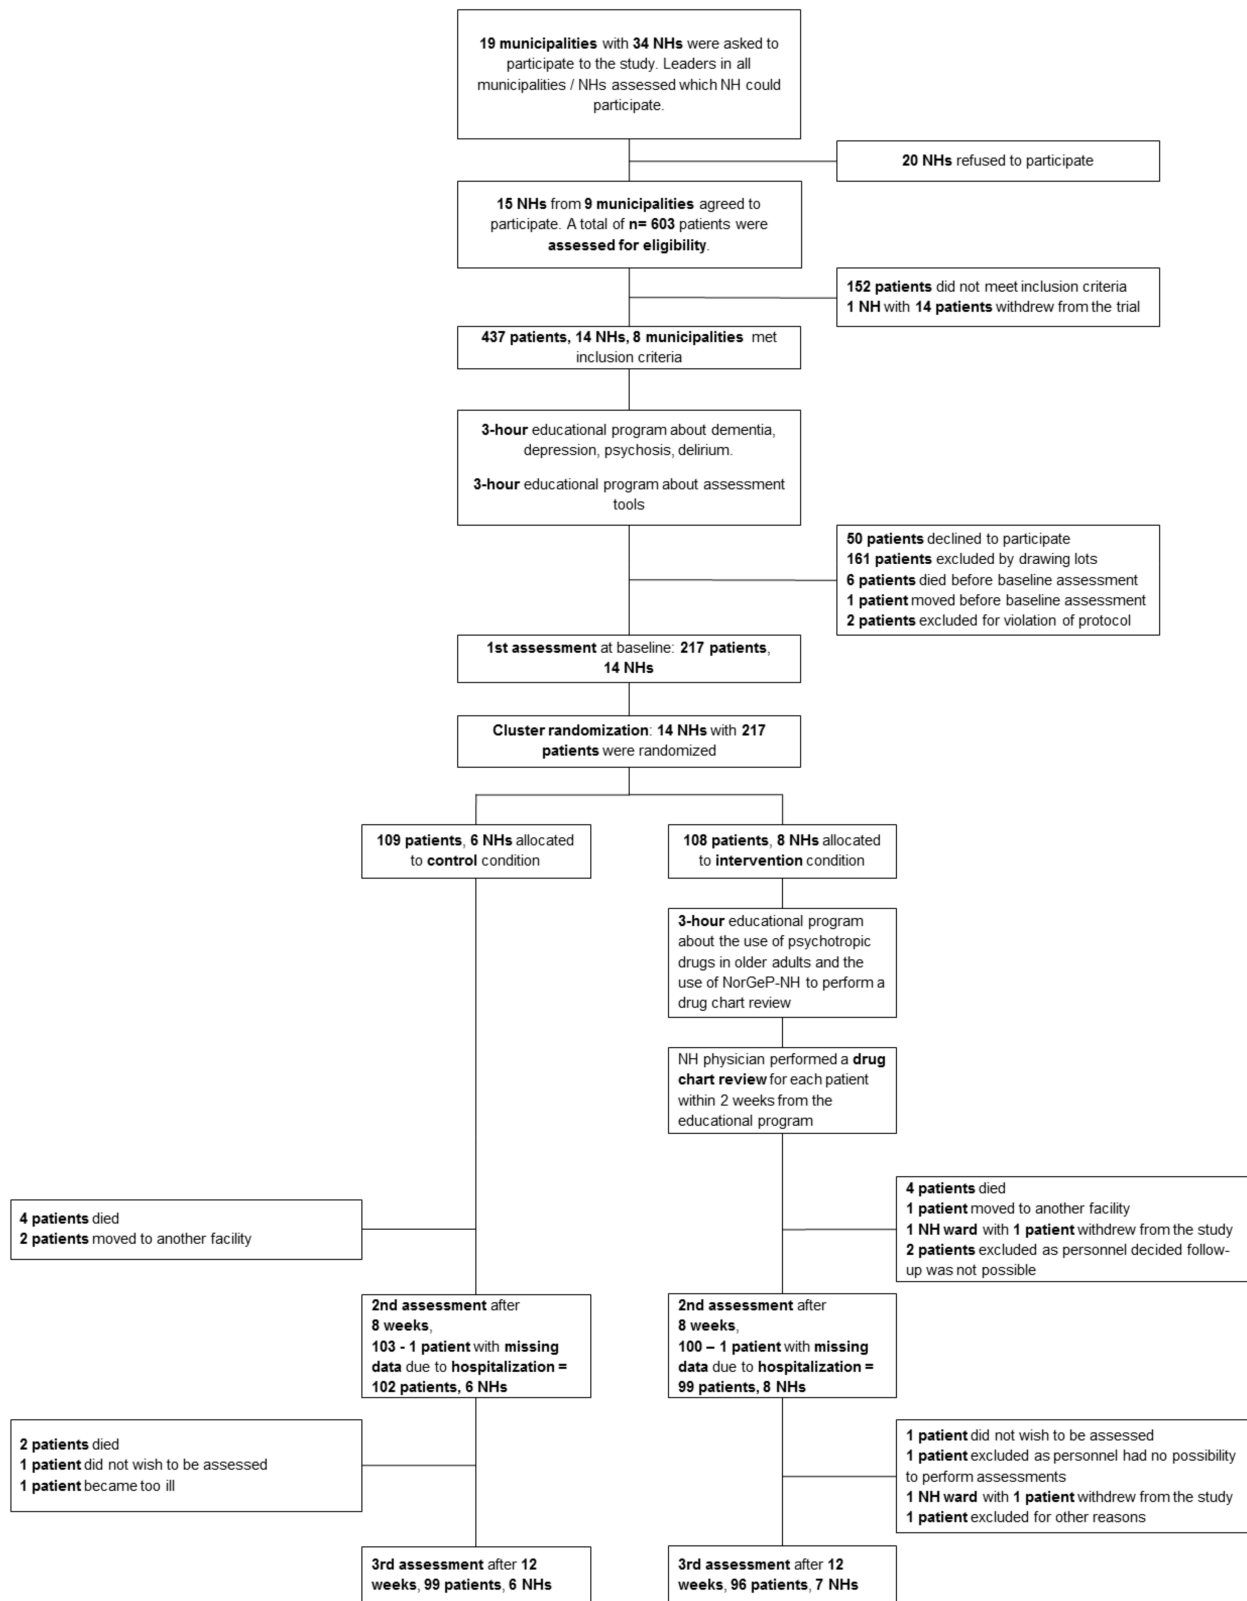 19 municipalities with 34 NHs were asked to
participate to the study. Leaders in all
municipalities / NHs assessed which NH could
participate.
20 NHs refused to participate
15 NHs from 9 municipalities agreed to
participate. A total of n= 603 patients were
assessed for eligibility.
152 patients did not meet inclusion criteria
1 NH with 14 patients withdrew from the trial
437 patients, 14 NHs, 8 municipalities met
inclusion criteria
3-hour educational program about dementia,
depression, psychosis, delirium.
3-hour educational program about assessment
tools
50 patients declined to participate
161 patients excluded by drawing lots
6 patients died before baseline assessment
1 patient moved before baseline assessment
2 patients excluded for violation of protocol
1st assessment at baseline: 217 patients,
14 NHs
Cluster randomization: 14 NHs with 217
patients were randomized
109 patients, 6 NHs allocated
to control condition
108 patients, 8 NHs allocated
to intervention condition
3-hour educational program
about the use of psychotropic
drugs in older adults and the
use of NorGeP-NH to perform a
drug chart review
NH physician performed a drug
chart review for each patient
within 2 weeks from the
educational program
4 patients died
2 patients moved to another facility
4 patients died
1 patient moved to another facility
1 NH ward with 1 patient withdrew from the study
2 patients excluded as personnel decided follow-
up was not possible
2nd assessment after
8 weeks,
103 - 1 patient with missing
data due to hospitalization =
102 patients, 6 NHs
2nd assessment after
8 weeks,
100 – 1 patient with missing
data due to hospitalization =
99 patients, 8 NHs
2 patients died
1 patient did not wish to be assessed
1 patient became too ill
1 patient did not wish to be assessed
1 patient excluded as personnel had no possibility
to perform assessments
1 NH ward with 1 patient withdrew from the study
1 patient excluded for other reasons
3rd assessment after 12
weeks, 99 patients, 6 NHs
3rd assessment after 12
weeks, 96 patients, 7 NHs